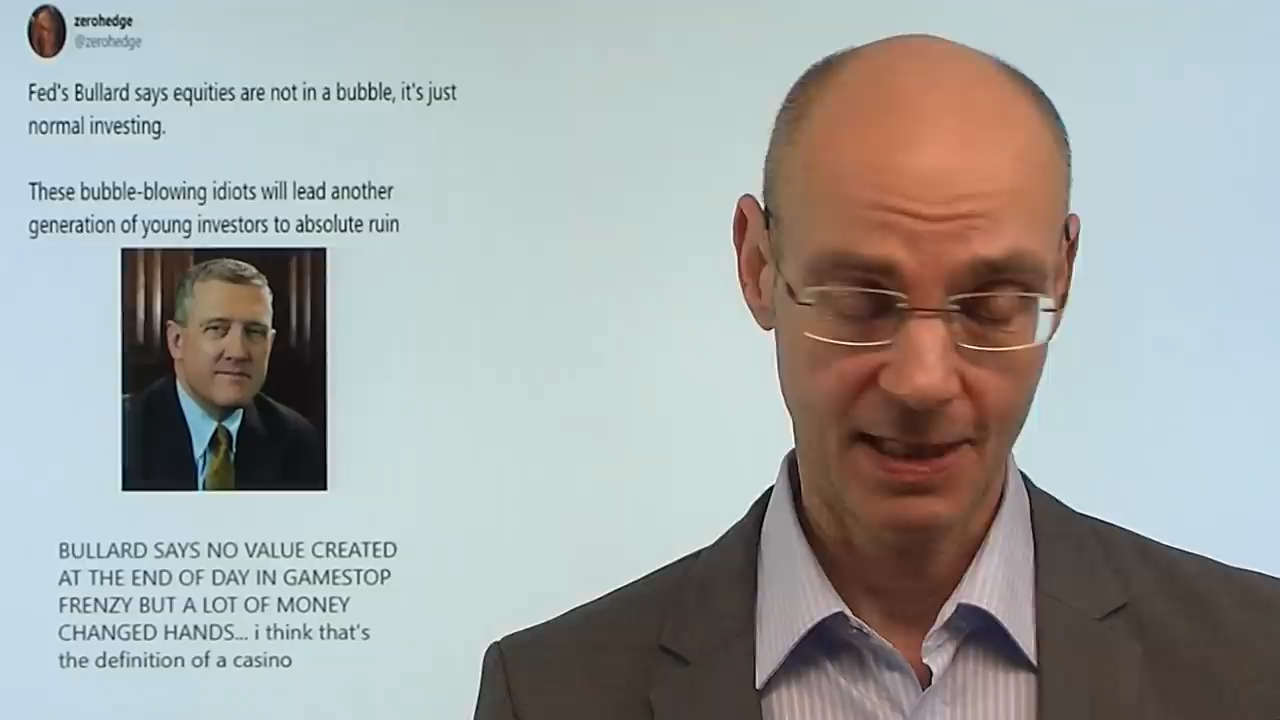 zerohedge
@zerohedge
Fed's Bullard says equities are not in a bubble, it's just
normal investing.
These bubble-blowing idiots will lead another
generation of young investors to absolute ruin
BULLARD SAYS NO VALUE CREATED
AT THE END OF DAY IN GAMESTOP
FRENZY BUT A LOT OF MONEY
CHANGED HANDS... i think that's
the definition of a casino